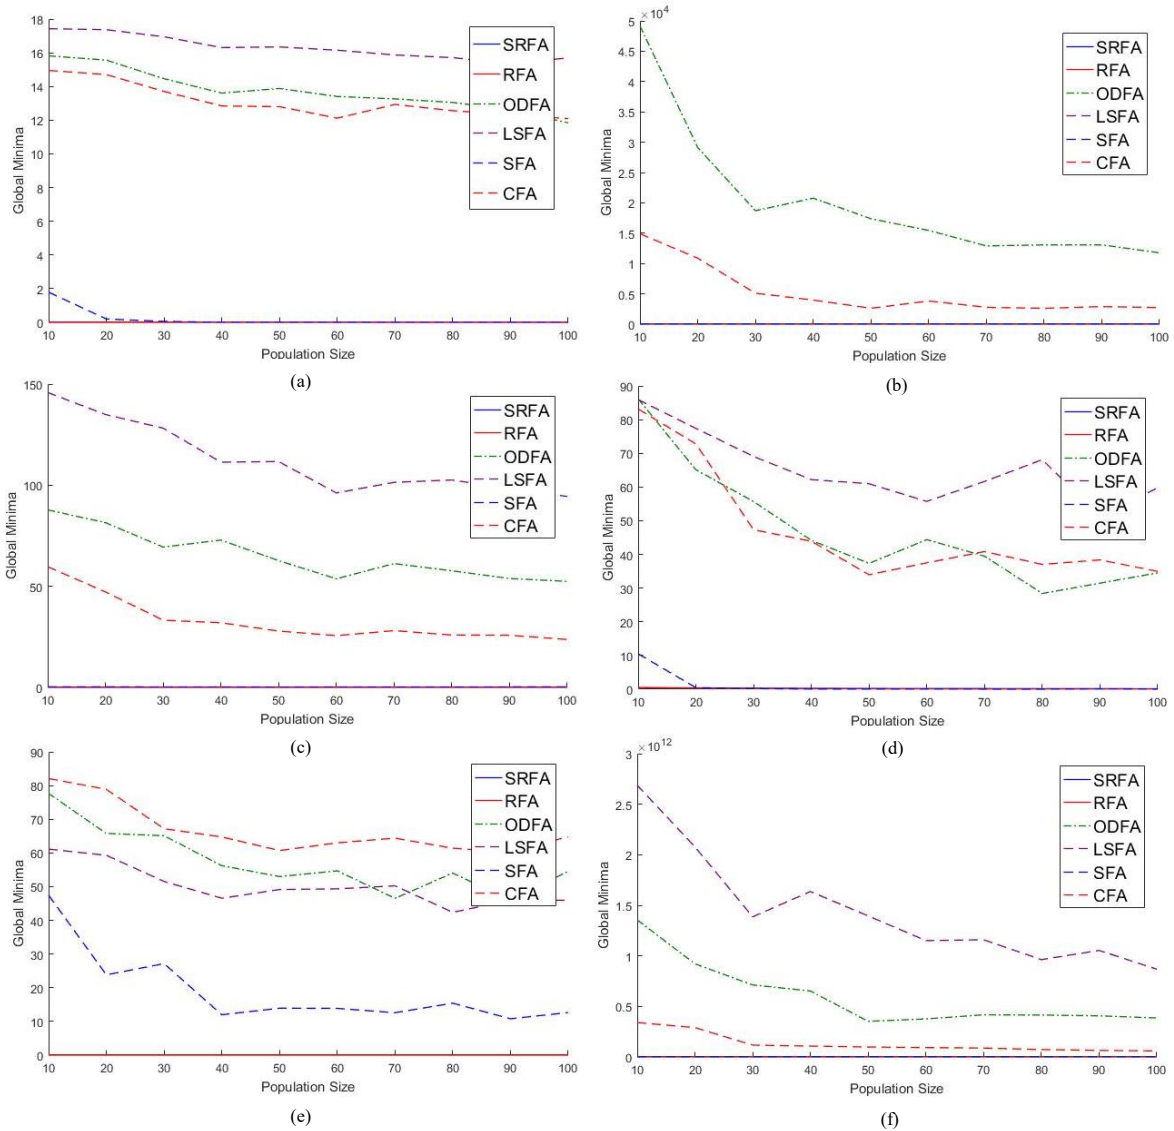 18
16
14
12
10
8
6
4
2
0
Global Minima
10 20 30 40 50 60 70 80 90 100
Population Size
SRFA
RFA
ODFA
LSFA
SFA
CFA
(a)
× 10^4
5
4.5
4
3.5
3
2.5
2
1.5
1
0.5
0
Global Minima
10 20 30 40 50 60 70 80 90 100
Population Size
SRFA
RFA
ODFA
LSFA
SFA
CFA
(b)
150
100
50
0
Global Minima
10 20 30 40 50 60 70 80 90 100
Population Size
SRFA
RFA
ODFA
LSFA
SFA
CFA
(c)
90
80
70
60
50
40
30
20
10
0
Global Minima
10 20 30 40 50 60 70 80 90 100
Population Size
SRFA
RFA
ODFA
LSFA
SFA
CFA
(d)
90
80
70
60
50
40
30
20
10
0
Global Minima
10 20 30 40 50 60 70 80 90 100
Population Size
SRFA
RFA
ODFA
LSFA
SFA
CFA
(e)
× 10^12
3
2.5
2
1.5
1
0.5
0
Global Minima
10 20 30 40 50 60 70 80 90 100
Population Size
SRFA
RFA
ODFA
LSFA
SFA
CFA
(f)